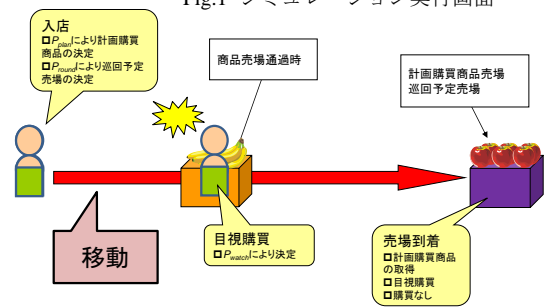 Fig.1 シミュレーション実行画面
入店
□P_planにより計画購買
商品の決定
□P_roundにより巡回予定
売場の決定
商品売場通過時
計画購買商品売場
巡回予定売場
移動
目視購買
□P_watchにより決定
売場到着
□計画購買商品
の取得
□目視購買
□購買なし